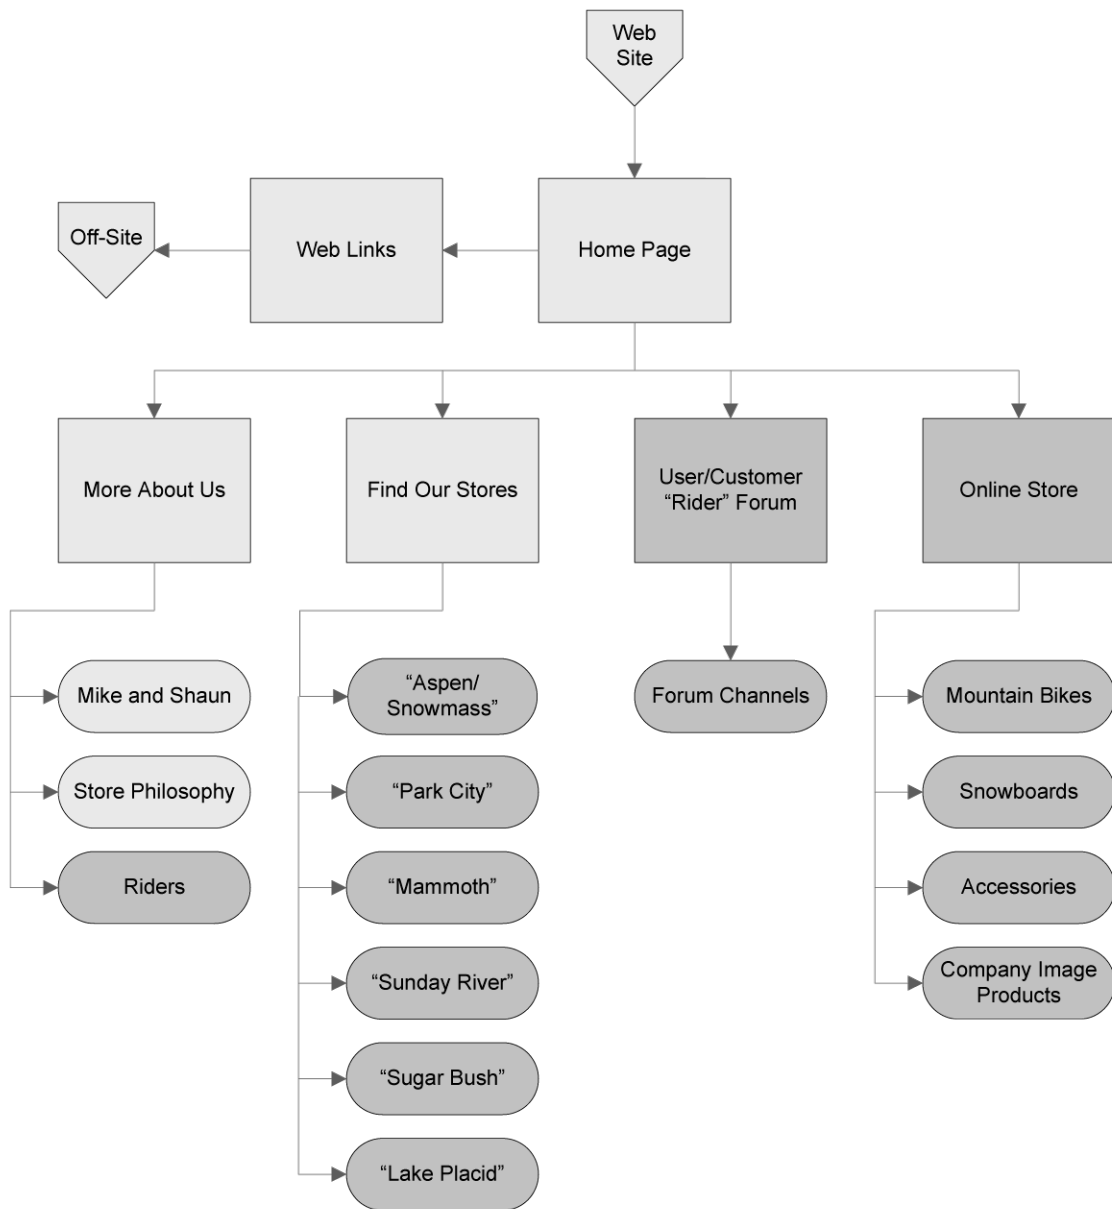 Web
Site
Off-Site
Web Links
Home Page
More About Us
Find Our Stores
User/Customer
“Rider” Forum
Online Store
Mike and Shaun
Store Philosophy
Riders
“Aspen/
Snowmass”
“Park City”
“Mammoth”
“Sunday River”
“Sugar Bush”
“Lake Placid”
Forum Channels
Mountain Bikes
Snowboards
Accessories
Company Image
Products